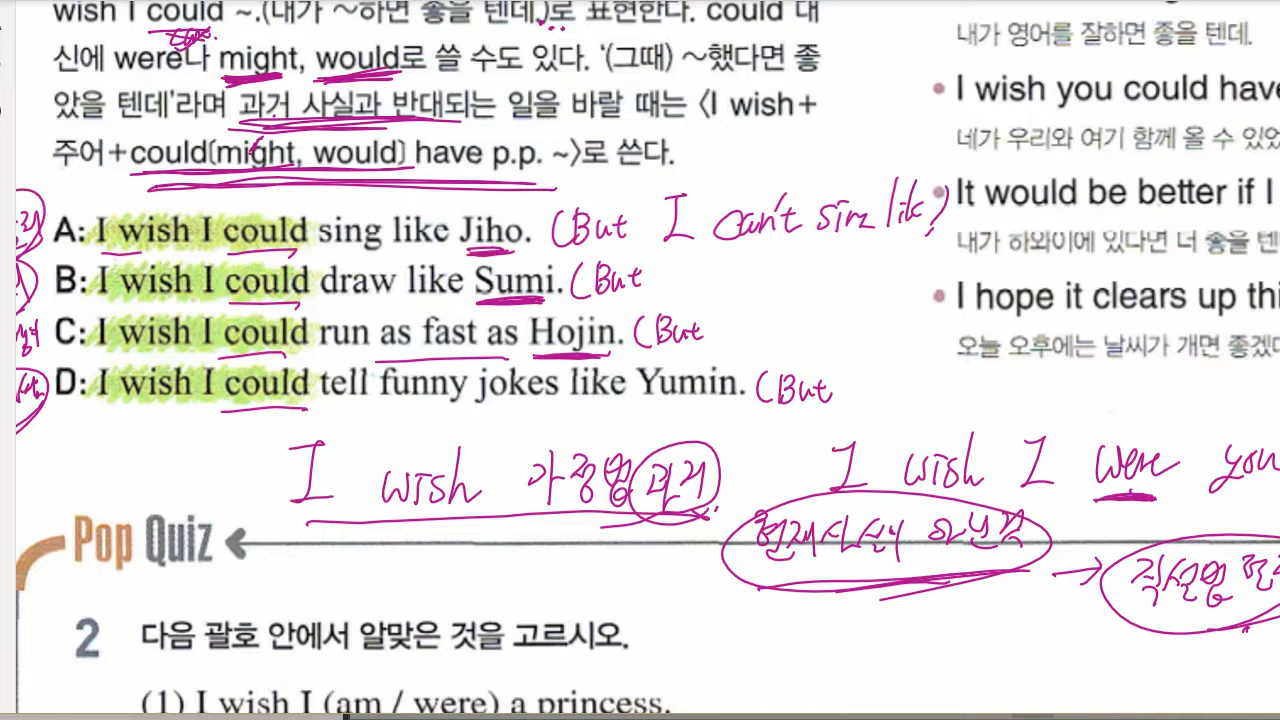 wish I could ~.(내가 ~하면 좋을 텐데.)로 표현한다. could 대
신에 were나 might, would로 쓸 수도 있다. ‘(그때) ~했다면 좋
았을 텐데’라며 과거 사실과 반대되는 일을 바랄 때는 〈I wish+
주어+could(might, would) have p.p. ~〉로 쓴다.
A: I wish I could sing like Jiho. (But I can't sing like)
B: I wish I could draw like Sumi. (But
C: I wish I could run as fast as Hojin. (But
D: I wish I could tell funny jokes like Yumin. (But
내가 영어를 잘하면 좋을 텐데.
I wish you could have
네가 우리와 여기 함께 올 수 있었
It would be better if I
내가 하와이에 있다면 더 좋을 텐
I hope it clears up thi
오늘 오후에는 날씨가 개면 좋겠다
I wish 가정법 과거
I wish I were you
현재사실이 아닌것
→ 직설법 현
Pop Quiz
2 다음 괄호 안에서 알맞은 것을 고르시오.
(1) I wish I (am / were) a princess.